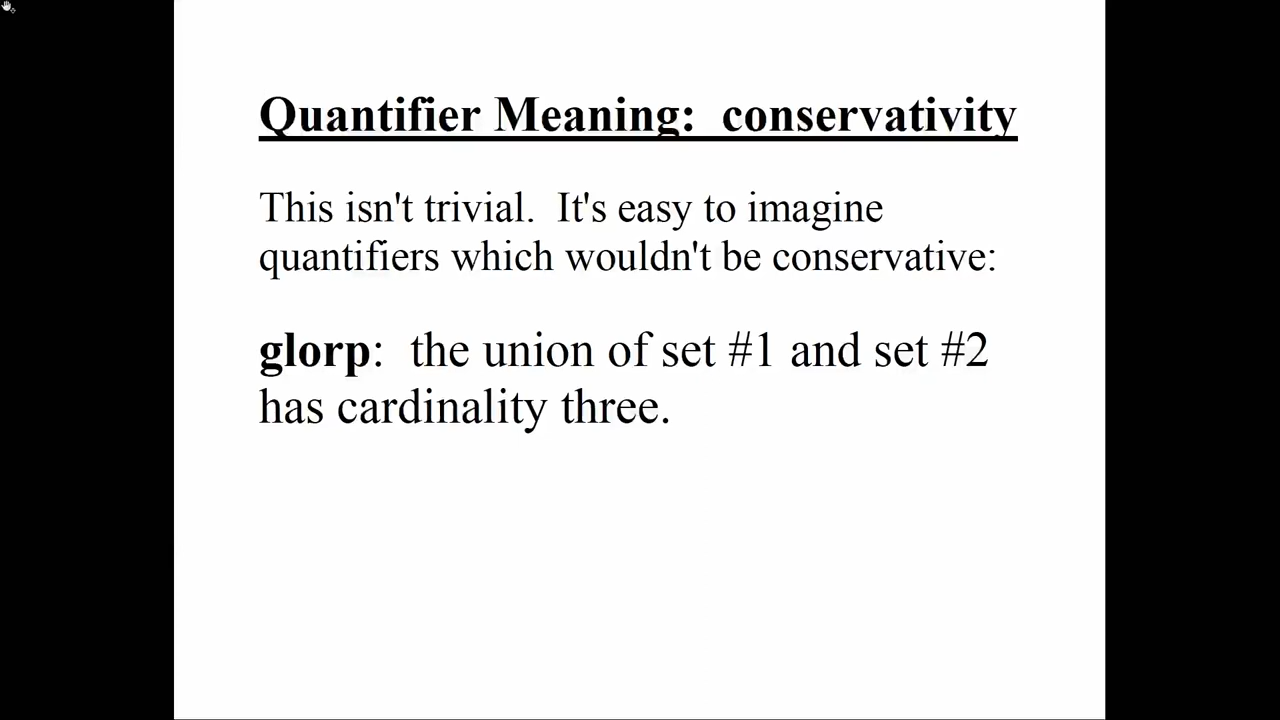 Quantifier Meaning:  conservativity
This isn't trivial.  It's easy to imagine
quantifiers which wouldn't be conservative:
glorp:  the union of set #1 and set #2
has cardinality three.